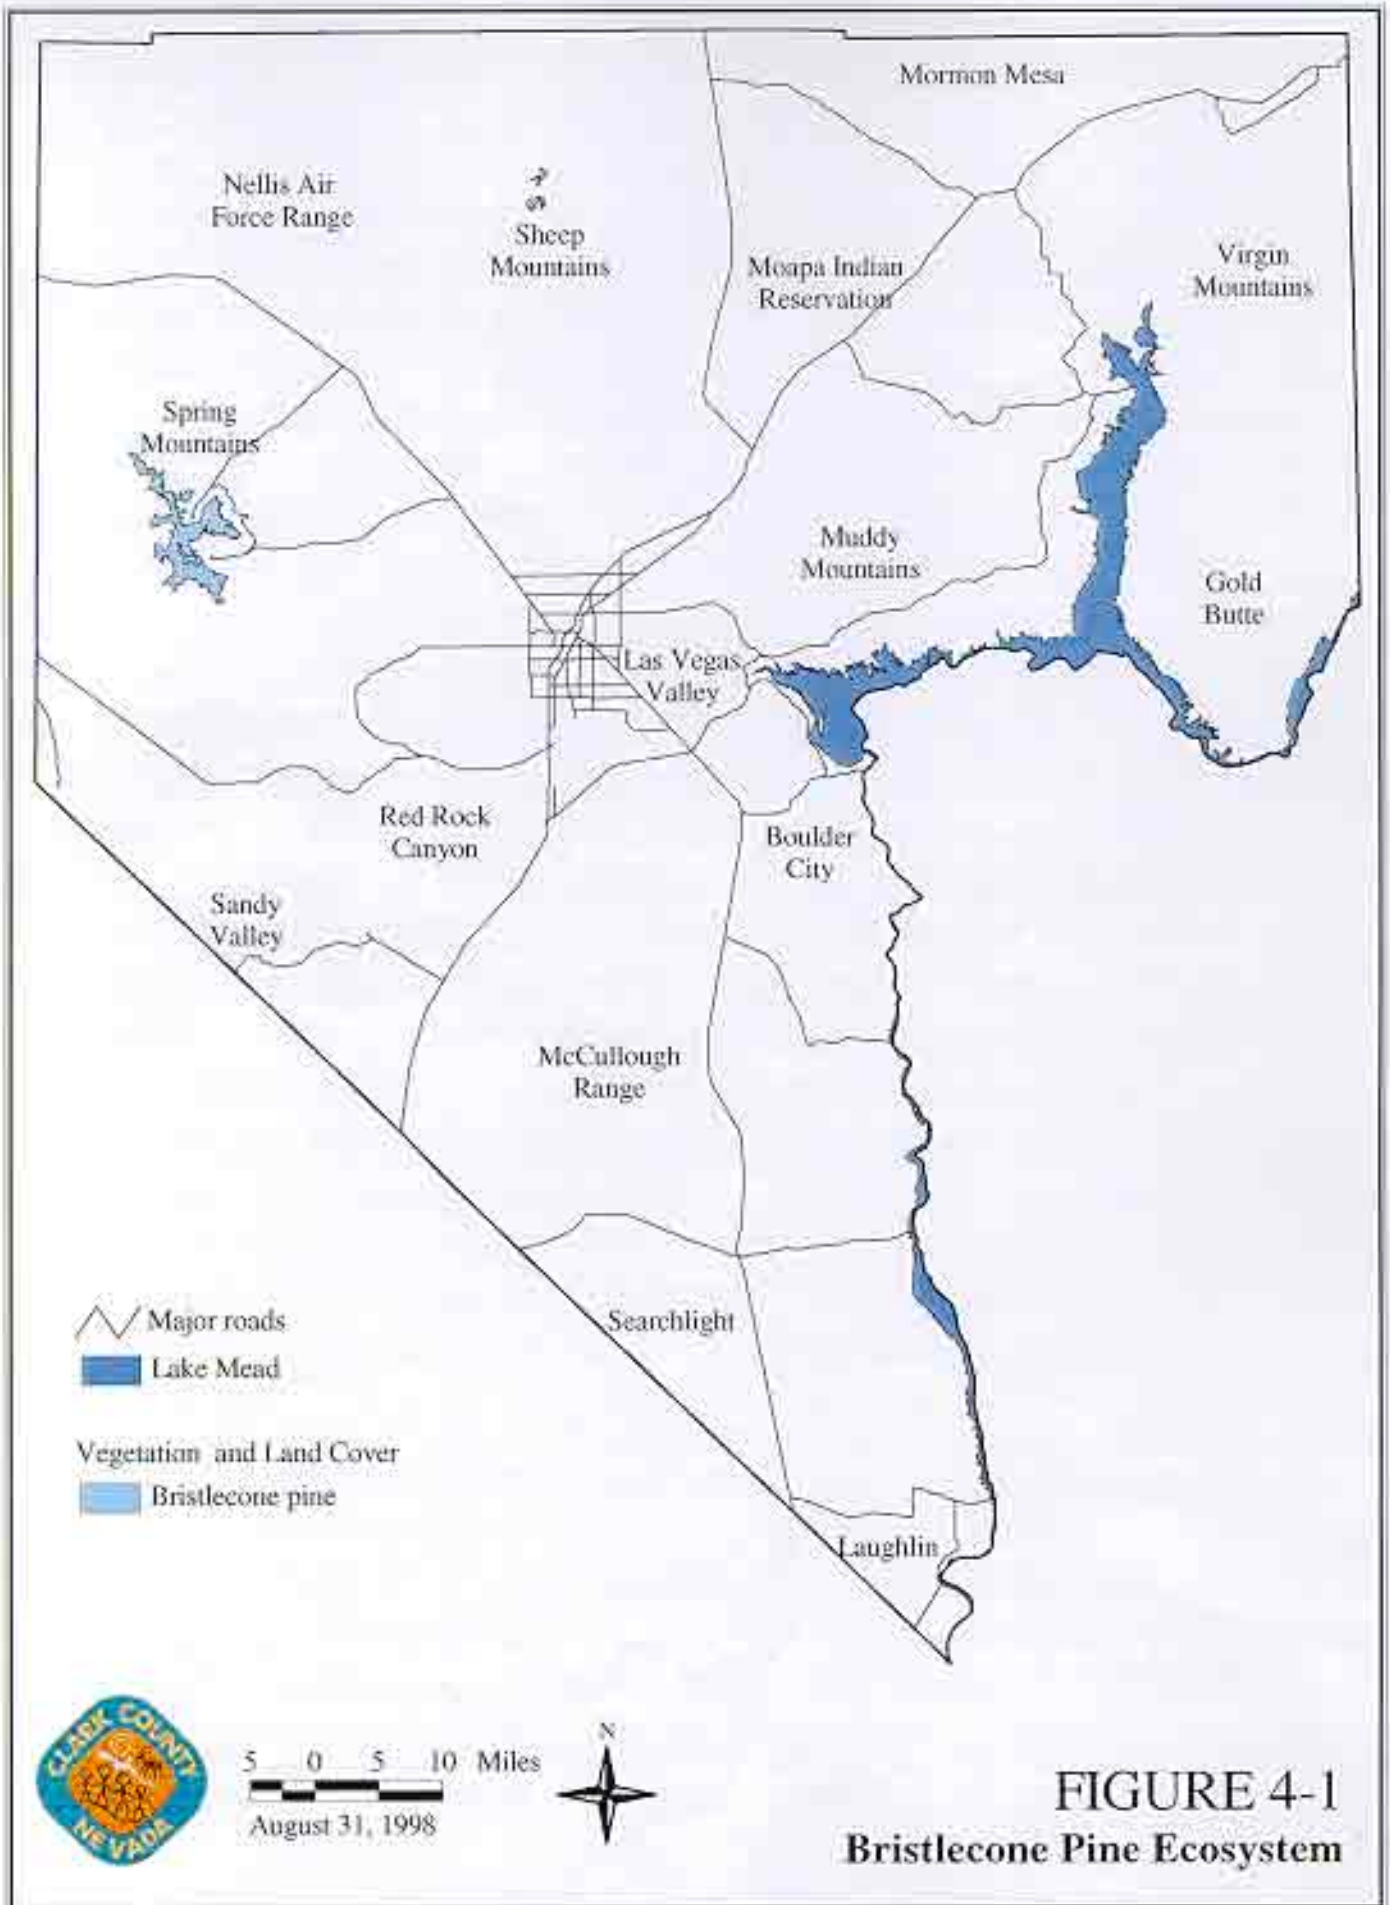 Mormon Mesa
Nellis Air
Force Range
Sheep
Mountains
Moapa Indian
Reservation
Virgin
Mountains
Spring
Mountains
Muddy
Mountains
Gold
Butte
Las Vegas
Valley
Red Rock
Canyon
Boulder
City
Sandy
Valley
McCullough
Range
Searchlight
Laughlin
Major roads
Lake Mead
Vegetation and Land Cover
Bristlecone pine
CLARK COUNTY
NEVADA
5 0 5 10 Miles
August 31, 1998
N
FIGURE 4-1
Bristlecone Pine Ecosystem